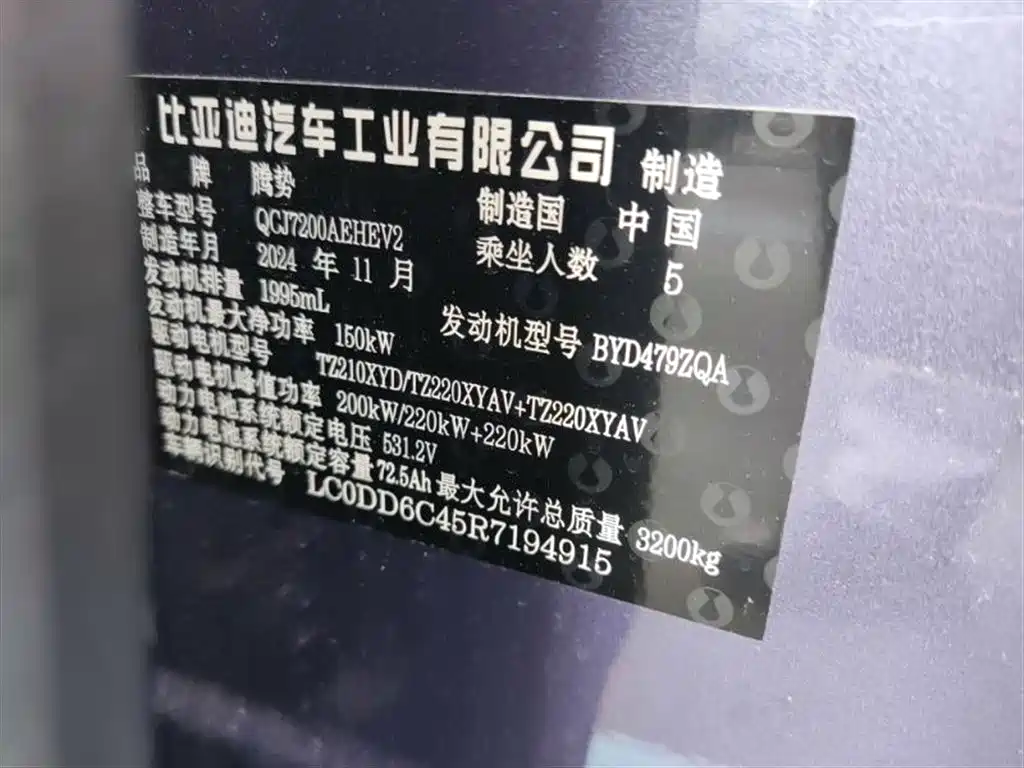 比亚迪汽车工业有限公司 制造
品 牌 腾势 制造国 中国
整车型号 QCJ7200AEHEV2 乘坐人数 5
制造年月 2024 年 11 月
发动机排量 1995mL 发动机型号 BYD479ZQA
发动机最大净功率 150kW
驱动电机型号 TZ210XYD/TZ220XYAV+TZ220XYAV
驱动电机峰值功率 200kW/220kW+220kW
动力电池系统额定电压 531.2V
动力电池系统额定容量 72.5Ah 最大允许总质量 3200kg
车辆识别代号 LC0DD6C45R7194915